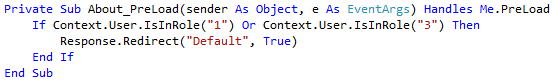 Private Sub About_PreLoad(sender As Object, e As EventArgs) Handles Me.PreLoad
    If Context.User.IsInRole("1") Or Context.User.IsInRole("3") Then
        Response.Redirect("Default", True)
    End If
End Sub